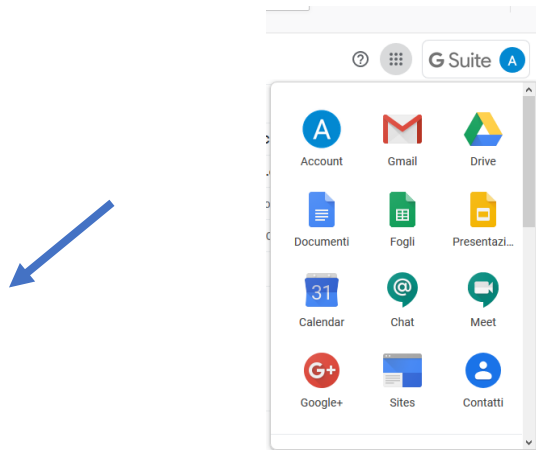 G Suite A
A
Account Gmail Drive
Documenti Fogli Presentazi...
31
Calendar Chat Meet
G+
Google+ Sites Contatti